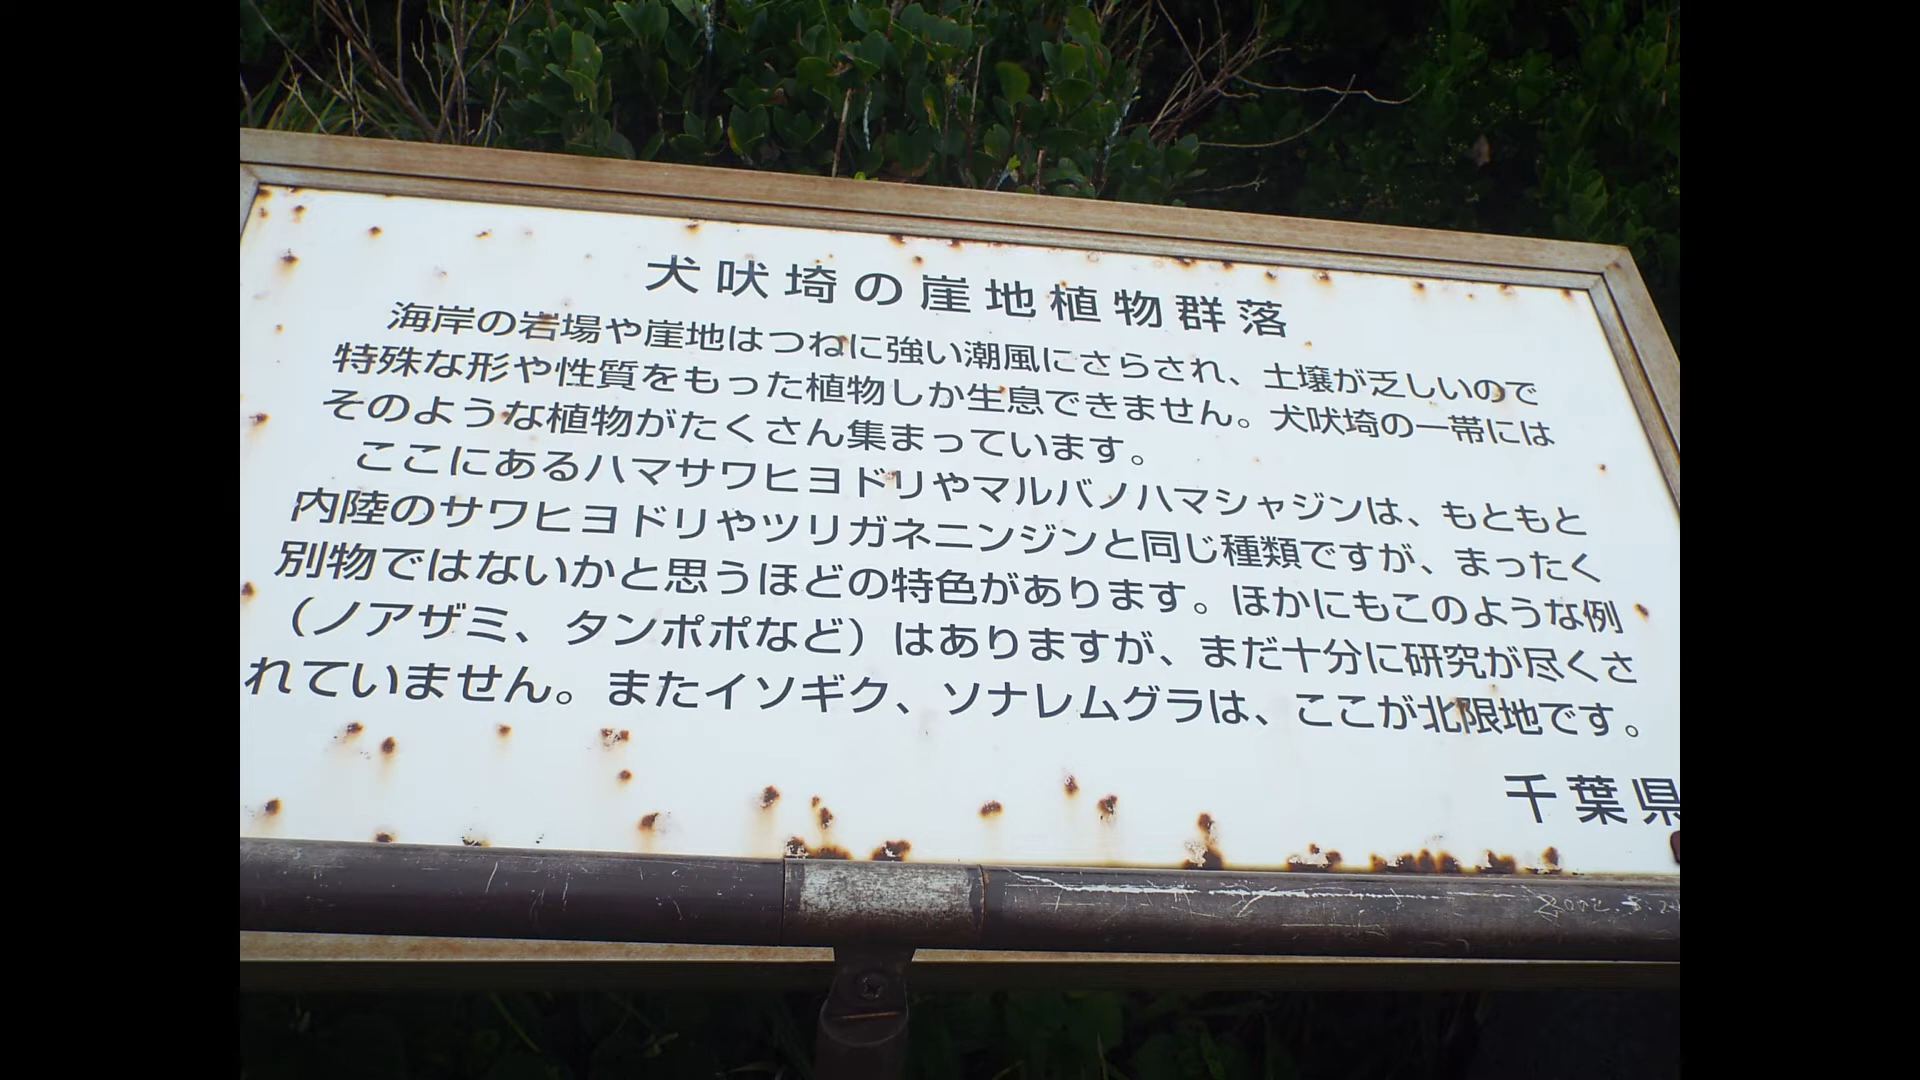 犬吠埼の崖地植物群落
海岸の岩場や崖地はつねに強い潮風にさらされ、土壌が乏しいので
特殊な形や性質をもった植物しか生息できません。犬吠埼の一帯には
そのような植物がたくさん集まっています。
ここにあるハマサワヒヨドリやマルバノハマシャジンは、もともと
内陸のサワヒヨドリやツリガネニンジンと同じ種類ですが、まったく
別物ではないかと思うほどの特色があります。ほかにもこのような例
（ノアザミ、タンポポなど）はありますが、まだ十分に研究が尽くさ
れていません。またイソギク、ソナレムグラは、ここが北限地です。
千葉県